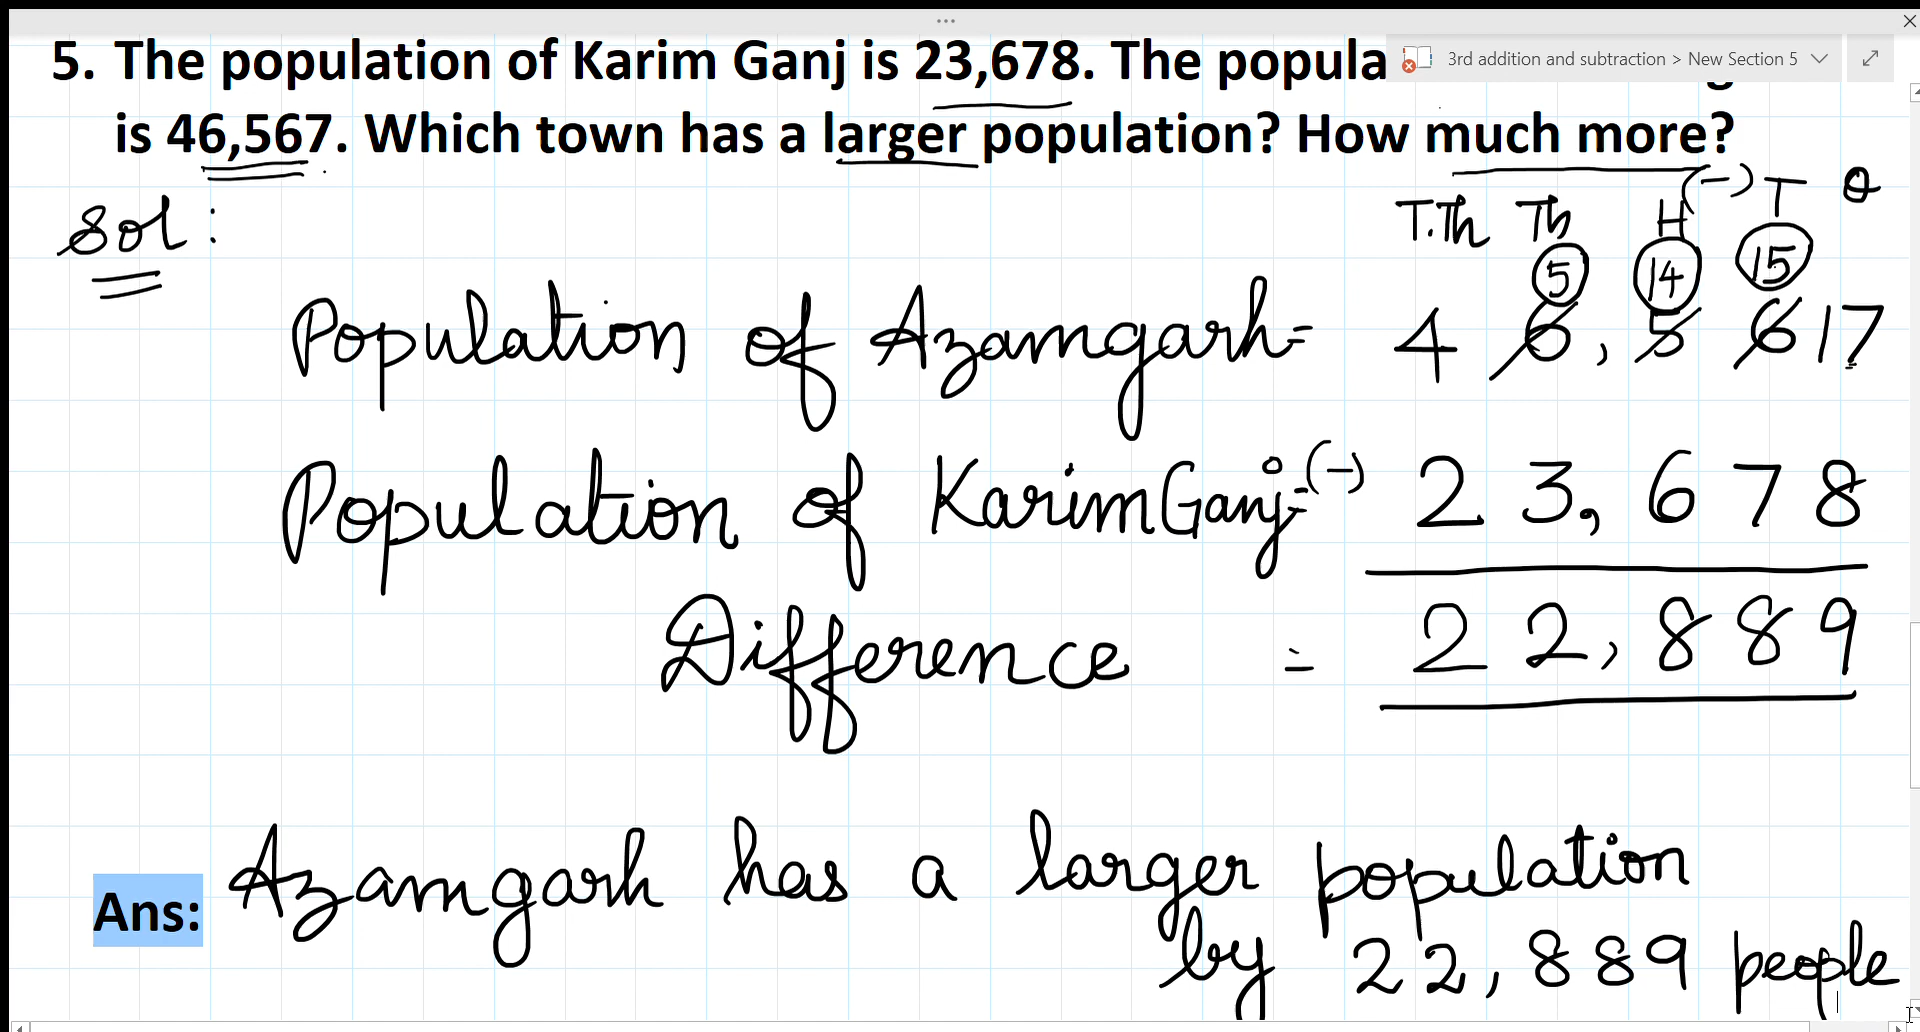 5. The population of Karim Ganj is 23,678. The popula
3rd addition and subtraction > New Section 5
is 46,567. Which town has a larger population? How much more?
Sol:
(-)
T.Th Th H T O
5 14 15
Population of Azamgarh = 4 6, 5 6 17
Population of Karim Ganj = (-) 2 3, 6 7 8
Difference = 2 2, 8 8 9
Ans: Azamgarh has a larger population
by 22,889 people